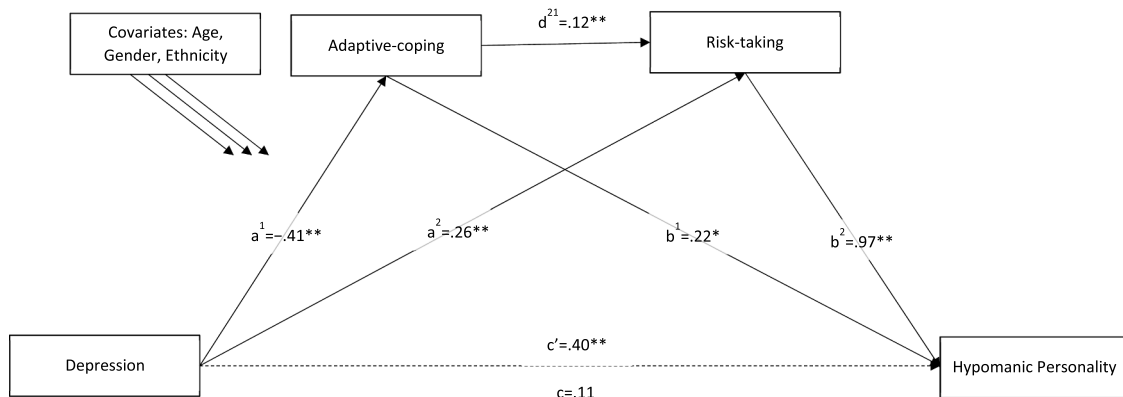 d21=.12**
Covariates: Age,
Gender, Ethnicity
Adaptive-coping
Risk-taking
a1=-.41**
a2=.26**
b1=.22*
b2=.97**
c’=.40**
Depression
Hypomanic Personality
c=.11